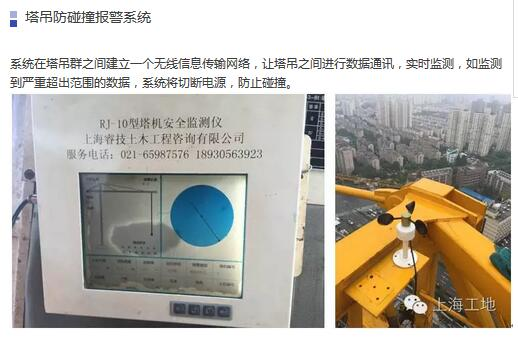 塔吊防碰撞报警系统
系统在塔吊群之间建立一个无线信息传输网络，让塔吊之间进行数据通讯，实时监测，如监测
到严重超出范围的数据，系统将切断电源，防止碰撞。
RJ-10型塔机安全监测仪
上海睿技土木工程咨询有限公司
服务电话：021-65987576 18930563923
上海工地